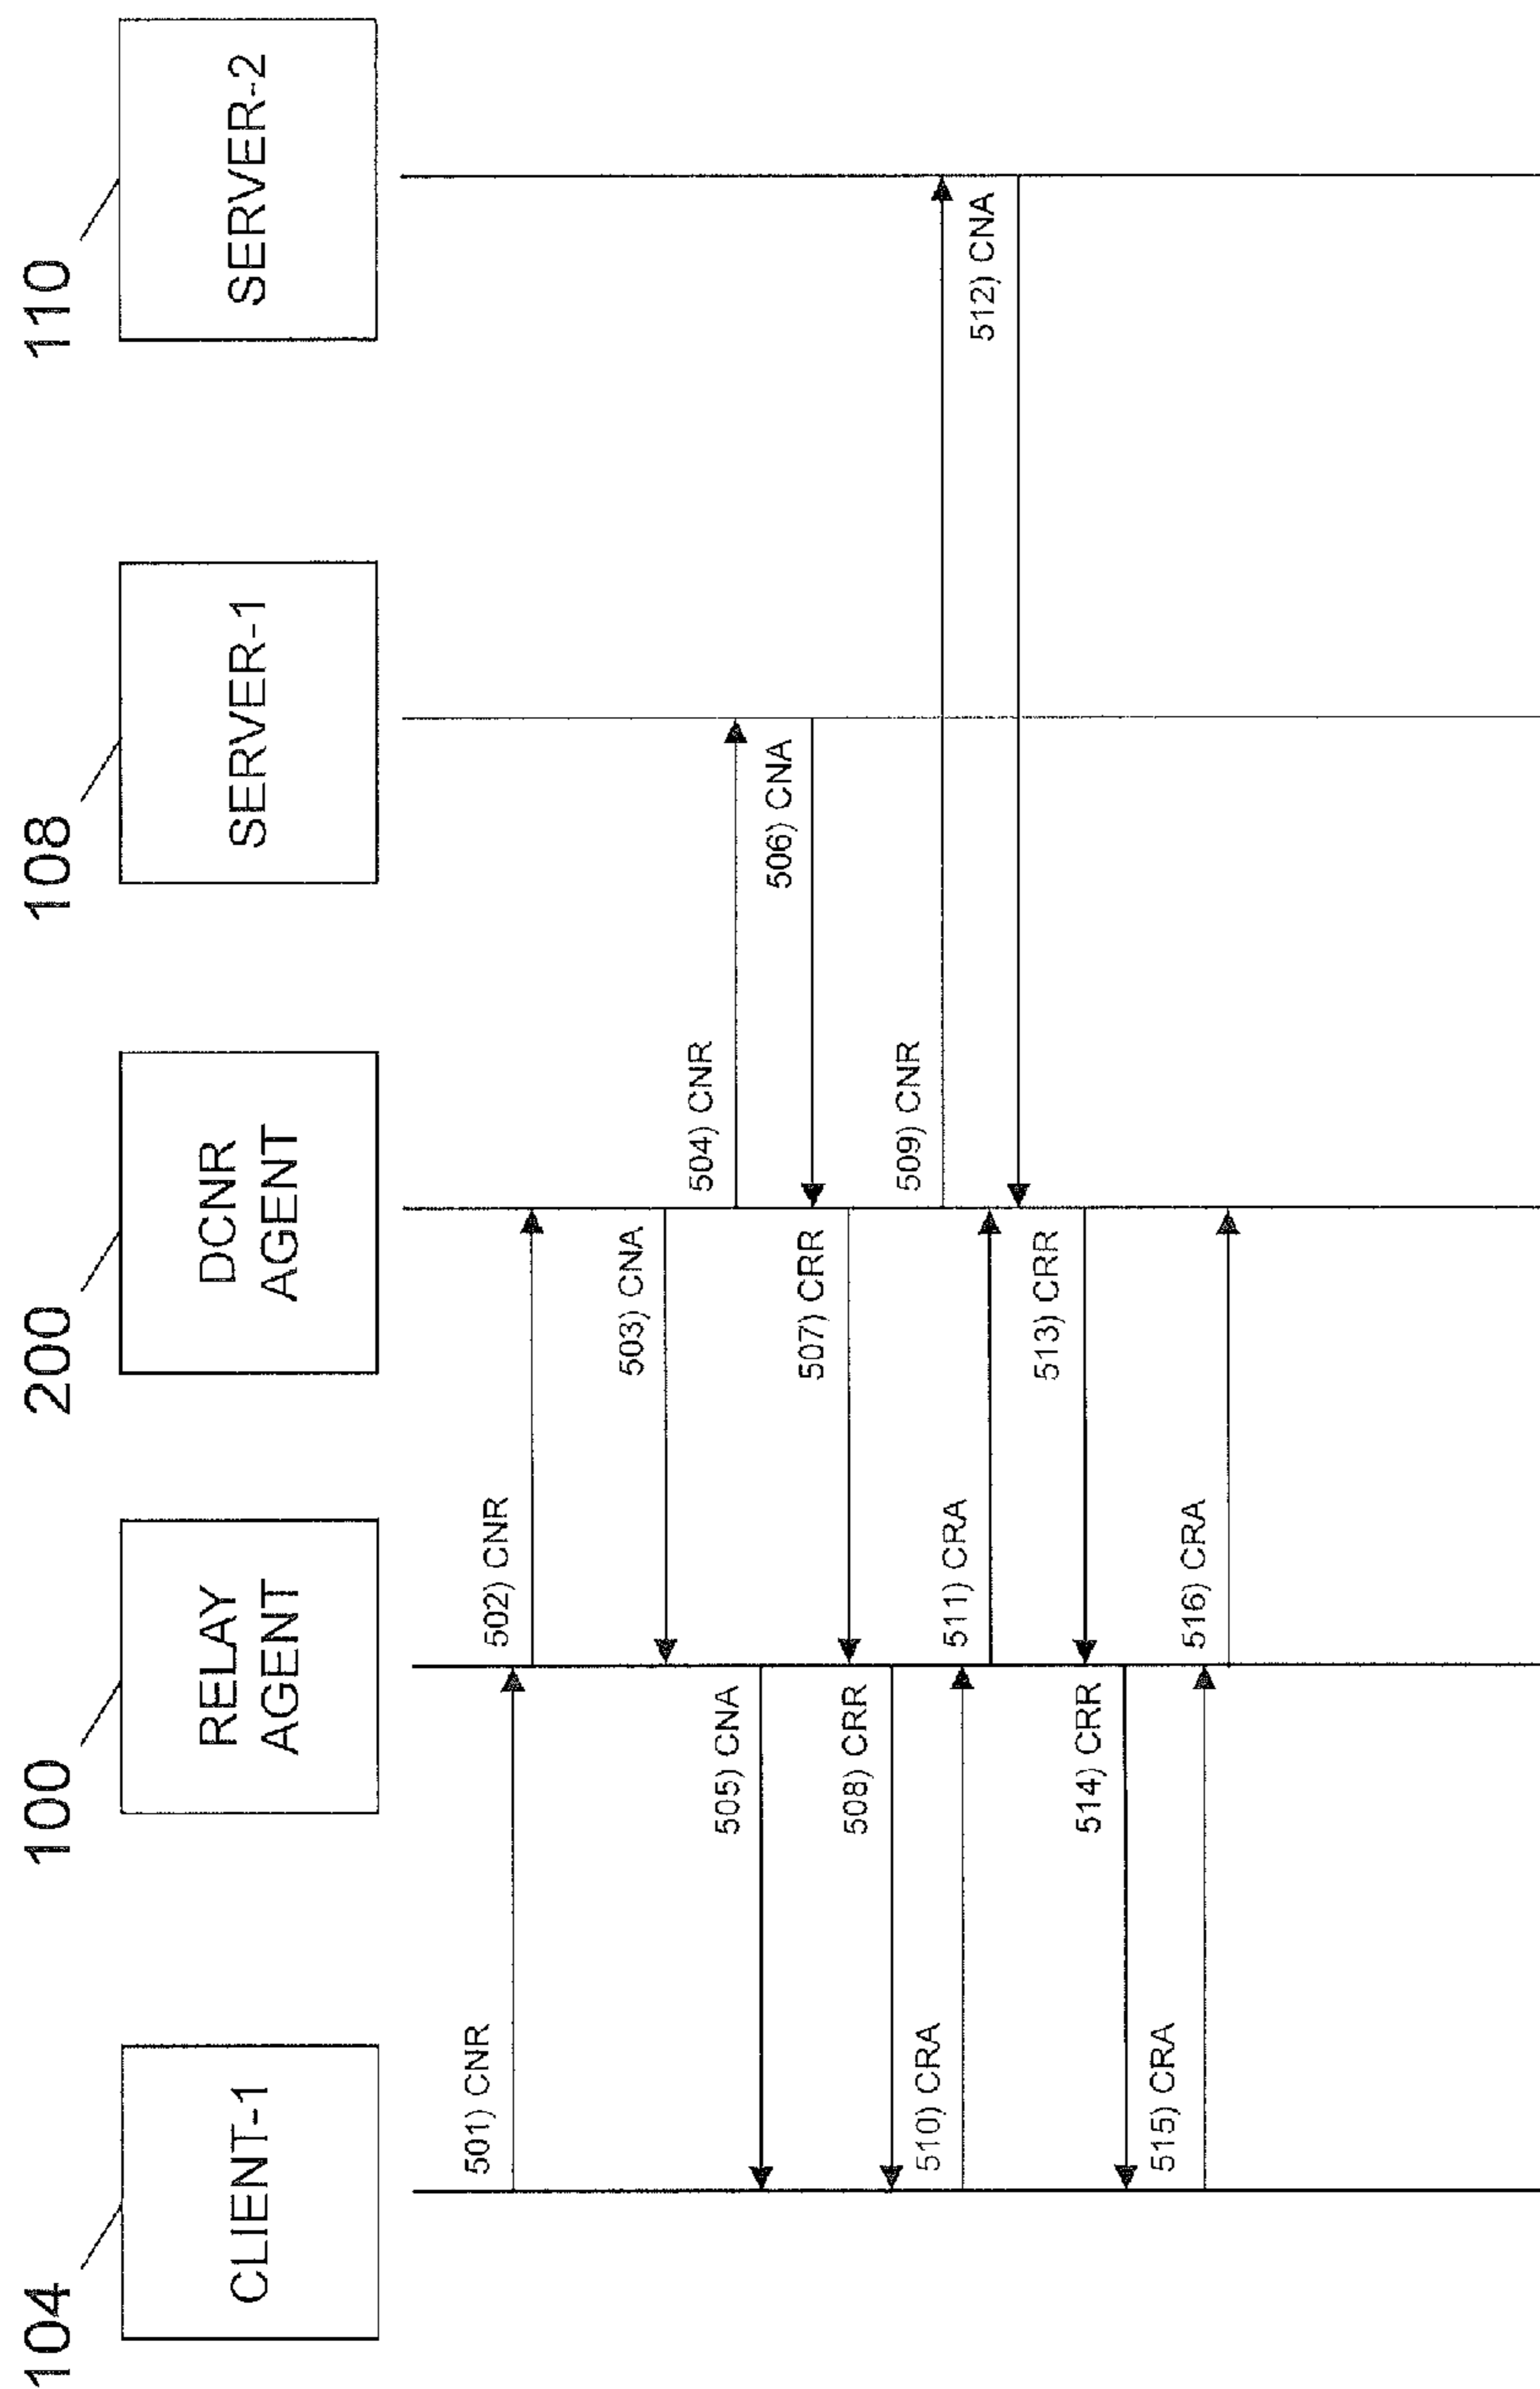 104
100
200
108
110
CLIENT-1
RELAY
AGENT
DCNR
AGENT
SERVER-1
SERVER-2
501) CNR
502) CNR
503) CNA
504) CNR
505) CNA
506) CNA
507) CRR
508) CRR
509) CNR
510) CRA
511) CRA
512) CNA
513) CRR
514) CRR
515) CRA
516) CRA